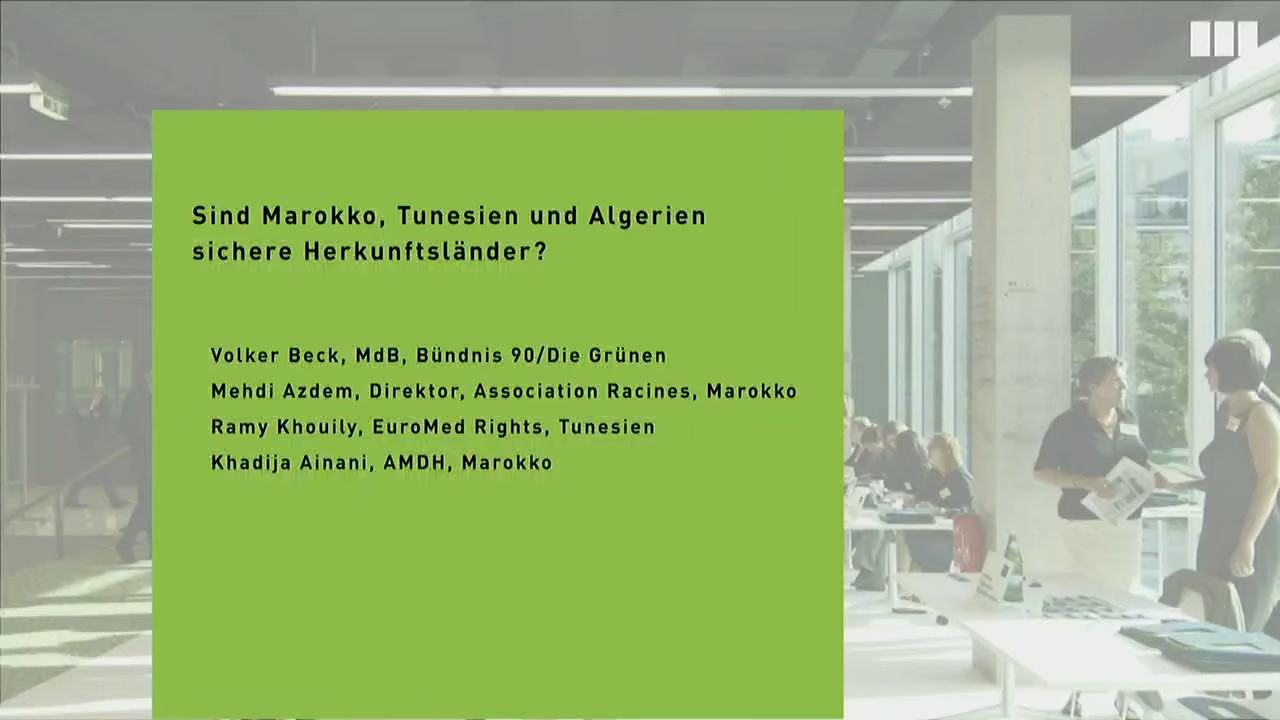 Sind Marokko, Tunesien und Algerien
sichere Herkunftsländer?
Volker Beck, MdB, Bündnis 90/Die Grünen
Mehdi Azdem, Direktor, Association Racines, Marokko
Ramy Khouily, EuroMed Rights, Tunesien
Khadija Ainani, AMDH, Marokko